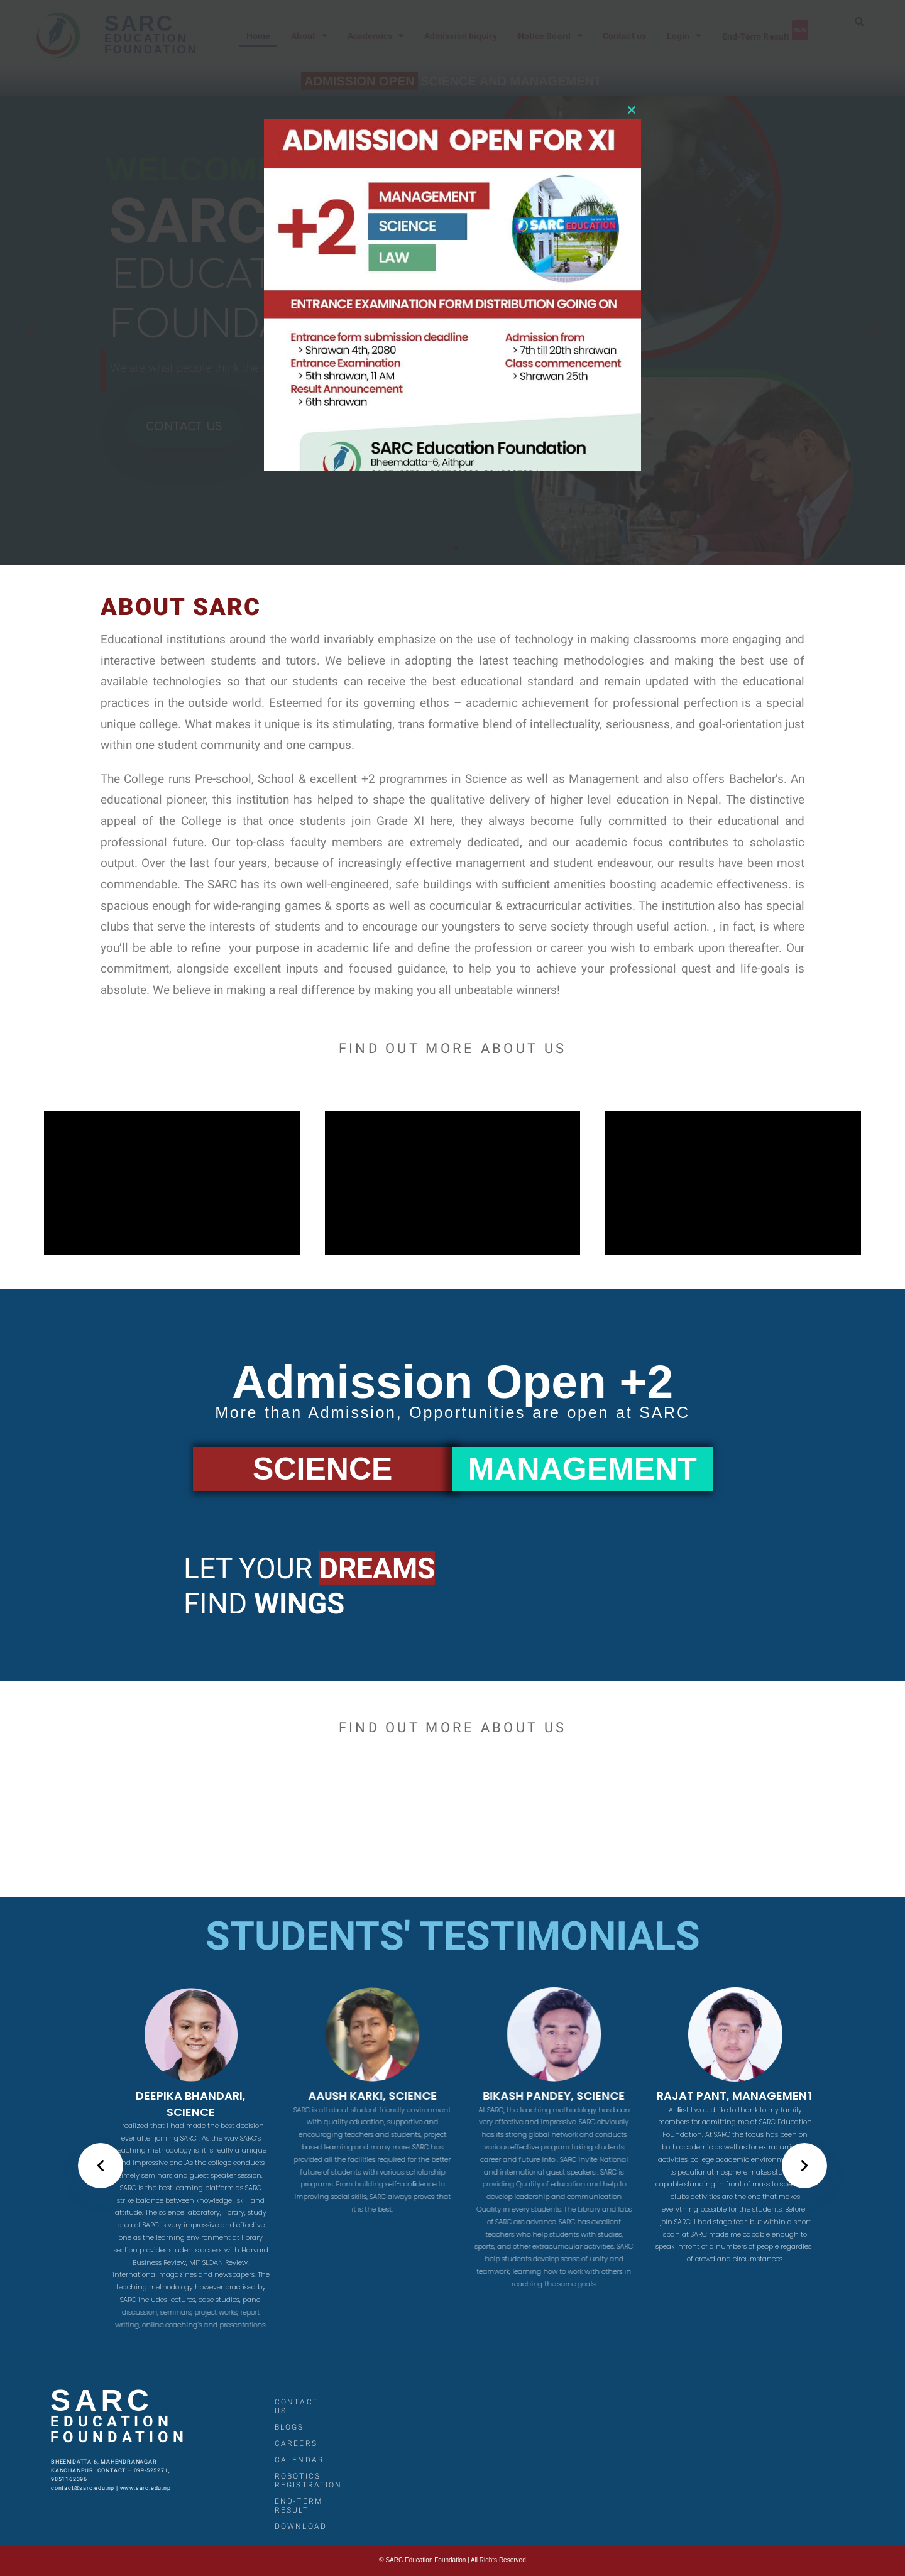 SARC
EDUCATION
FOUNDATION
Home
About
Academics
Admission Inquiry
Notice Board
Contact us
Login
End-Term Result
ADMISSION OPEN SCIENCE AND MANAGEMENT
×
WELCOM
SARC
EDUCAT
FOUNDA
We are what people think the
CONTACT US
ADMISSION OPEN FOR XI
+2
MANAGEMENT
SCIENCE
LAW
SARC EDUCATION
ENTRANCE EXAMINATION FORM DISTRIBUTION GOING ON
Entrance form submission deadline
> Shrawan 4th, 2080
Entrance Examination
> 5th shrawan, 11 AM
Result Announcement
> 6th shrawan
Admission from
> 7th till 20th shrawan
Class commencement
> Shrawan 25th
SARC Education Foundation
Bheemdatta-6, Aithpur
ABOUT SARC
Educational institutions around the world invariably emphasize on the use of technology in making classrooms more engaging and
interactive between students and tutors. We believe in adopting the latest teaching methodologies and making the best use of
available technologies so that our students can receive the best educational standard and remain updated with the educational
practices in the outside world. Esteemed for its governing ethos – academic achievement for professional perfection is a special
unique college. What makes it unique is its stimulating, trans formative blend of intellectuality, seriousness, and goal-orientation just
within one student community and one campus.
The College runs Pre-school, School & excellent +2 programmes in Science as well as Management and also offers Bachelor's. An
educational pioneer, this institution has helped to shape the qualitative delivery of higher level education in Nepal. The distinctive
appeal of the College is that once students join Grade XI here, they always become fully committed to their educational and
professional future. Our top-class faculty members are extremely dedicated, and our academic focus contributes to scholastic
output. Over the last four years, because of increasingly effective management and student endeavour, our results have been most
commendable. The SARC has its own well-engineered, safe buildings with sufficient amenities boosting academic effectiveness. is
spacious enough for wide-ranging games & sports as well as cocurricular & extracurricular activities. The institution also has special
clubs that serve the interests of students and to encourage our youngsters to serve society through useful action. , in fact, is where
you'll be able to refine your purpose in academic life and define the profession or career you wish to embark upon thereafter. Our
commitment, alongside excellent inputs and focused guidance, to help you to achieve your professional quest and life-goals is
absolute. We believe in making a real difference by making you all unbeatable winners!
FIND OUT MORE ABOUT US
Admission Open +2
More than Admission, Opportunities are open at SARC
SCIENCE
MANAGEMENT
LET YOUR DREAMS
FIND WINGS
FIND OUT MORE ABOUT US
STUDENTS' TESTIMONIALS
DEEPIKA BHANDARI,
SCIENCE
I realized that I had made the best decision
ever after joining SARC . As the way SARC's
teaching methodology is, it is really a unique
and impressive one .As the college conducts
timely seminars and guest speaker session.
SARC is the best learning platform as SARC
strike balance between knowledge , skill and
attitude. The science laboratory, library, study
area of SARC is very impressive and effective
one as the learning environment at library
section provides students access with Harvard
Business Review, MIT SLOAN Review,
international magazines and newspapers. The
teaching methodology however practised by
SARC includes lectures, case studies, panel
discussion, seminars, project works, report
writing, online coaching's and presentations.
AAUSH KARKI, SCIENCE
SARC is all about student friendly environment
with quality education, supportive and
encouraging teachers and students, project
based learning and many more. SARC has
provided all the facilities required for the better
future of students with various scholarship
programs. From building self-confidence to
improving social skills, SARC always proves that
it is the best.
BIKASH PANDEY, SCIENCE
At SARC, the teaching methodology has been
very effective and impressive. SARC obviously
has its strong global network and conducts
various effective program taking students
career and future into . SARC invite National
and international guest speakers . SARC is
providing Quality of education and help to
develop leadership and communication
Quality in every students. The Library and labs
of SARC are advance. SARC has excellent
teachers who help students with studies,
sports, and other extracurricular activities. SARC
help students develop sense of unity and
teamwork, learning how to work with others in
reaching the same goals.
RAJAT PANT, MANAGEMENT
At first I would like to thank to my family
members for admitting me at SARC Education
Foundation. At SARC the focus has been on
both academic as well as for extracurricular
activities, college academic environment
its peculiar atmosphere makes
capable standing in front of mass to
clubs activities are the one that makes
everything possible for the students. Before I
join SARC, I had stage fear, but within a short
span at SARC made me capable enough to
speak Infront of a numbers of people regardles
of crowd and circumstances.
SARC
EDUCATION
FOUNDATION
BHEEMDATTA-6, MAHENDRANAGAR
KANCHANPUR CONTACT – 099-525271,
9851162396
contact@sarc.edu.np | www.sarc.edu.np
CONTACT
US
BLOGS
CAREERS
CALENDAR
ROBOTICS
REGISTRATION
END-TERM
RESULT
DOWNLOAD
© SARC Education Foundation | All Rights Reserved